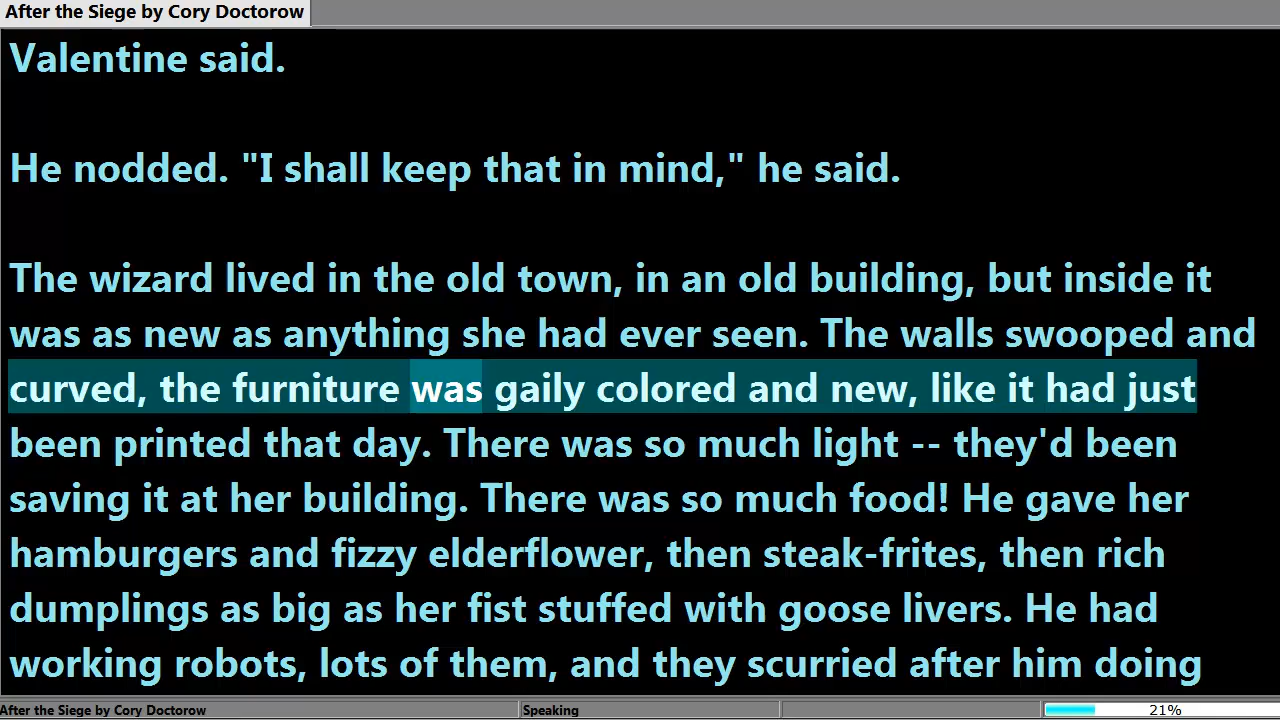 After the Siege by Cory Doctorow
Valentine said.
He nodded. "I shall keep that in mind," he said.
The wizard lived in the old town, in an old building, but inside it
was as new as anything she had ever seen. The walls swooped and
curved, the furniture was gaily colored and new, like it had just
been printed that day. There was so much light -- they'd been
saving it at her building. There was so much food! He gave her
hamburgers and fizzy elderflower, then steak-frites, then rich
dumplings as big as her fist stuffed with goose livers. He had
working robots, lots of them, and they scurried after him doing
After the Siege by Cory Doctorow
Speaking
21%